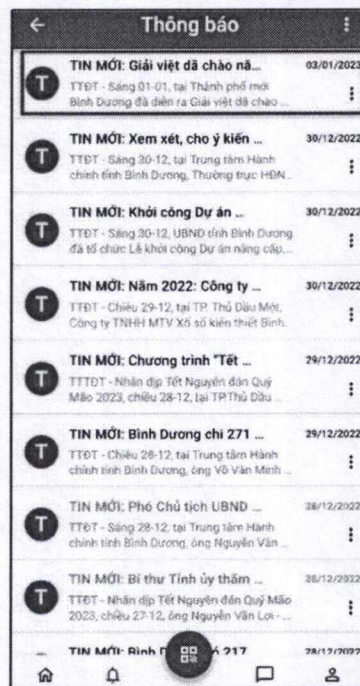 Thông báo
TIN MỚI: Giải việt dã chào nă...
03/01/2023
T
TTĐT - Sáng 01-01, tại Thành phố mới
Bình Dương đã diễn ra Giải việt dã chào ...
TIN MỚI: Xem xét, cho ý kiến ...
30/12/2022
T
TTĐT - Sáng 30-12, tại Trung tâm Hành
chính tỉnh Bình Dương, Thường trực HĐN...
TIN MỚI: Khởi công Dự án ...
30/12/2022
T
TTĐT - Sáng 30-12, UBND tỉnh Bình Dương
đã tổ chức Lễ khởi công Dự án nâng cấp,...
TIN MỚI: Năm 2022: Công ty ...
30/12/2022
T
TTĐT - Chiều 29-12, tại TP. Thủ Dầu Một,
Công ty TNHH MTV Xổ số kiến thiết Bình...
TIN MỚI: Chương trình "Tết ...
29/12/2022
T
TTTĐT - Nhân dịp Tết Nguyên đán Quý
Mão 2023, chiều 28-12, tại TP.Thủ Dầu ...
TIN MỚI: Bình Dương chi 271 ...
29/12/2022
T
TTĐT - Chiều 28-12, tại Trung tâm Hành
chính tỉnh Bình Dương, ông Võ Văn Minh ...
TIN MỚI: Phó Chủ tịch UBND ...
28/12/2022
T
TTĐT - Sáng 28-12, tại Trung tâm Hành
chính tỉnh Bình Dương, ông Nguyễn Văn ...
TIN MỚI: Bí thư Tỉnh ủy thăm ...
28/12/2022
T
TTĐT - Nhân dịp Tết Nguyên đán Quý Mão
2023, chiều 27-12, ông Nguyễn Văn Lợi - ...
TIN MỚI: Bình 217
28/12/2022